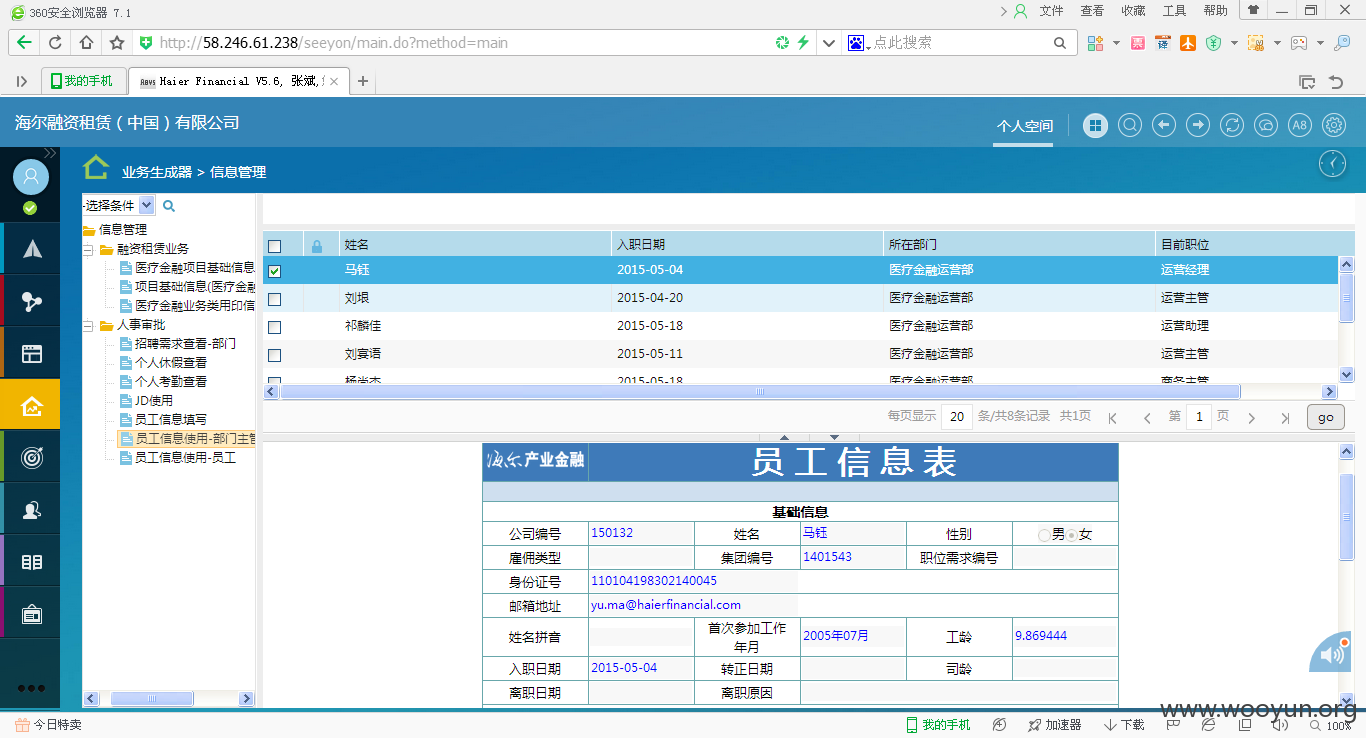 360安全浏览器 7.1
文件 查看 收藏 工具 帮助
http://58.246.61.238/seeyon/main.do?method=main
点此搜索
我的手机
Haier Financial V5.6, 张斌,
海尔融资租赁（中国）有限公司
个人空间
A8
业务生成器 > 信息管理
-选择条件
信息管理
融资租赁业务
医疗金融项目基础信息
项目基础信息(医疗金融
医疗金融业务类用印信
人事审批
招聘需求查看-部门
个人休假查看
个人考勤查看
JD使用
员工信息填写
员工信息使用-部门主管
员工信息使用-员工
姓名 入职日期 所在部门 目前职位
马钰 2015-05-04 医疗金融运营部 运营经理
刘垠 2015-04-20 医疗金融运营部 运营主管
祁麟佳 2015-05-18 医疗金融运营部 运营助理
刘宴语 2015-05-11 医疗金融运营部 运营主管
杨尚杰 2015-05-18 医疗金融运营部 商务主管
每页显示 20 条/共8条记录 共1页 第 1 页 go
海尔产业金融 员工信息表
基础信息
公司编号 150132 姓名 马钰 性别 男 女
雇佣类型 集团编号 1401543 职位需求编号
身份证号 110104198302140045
邮箱地址 yu.ma@haierfinancial.com
姓名拼音 首次参加工作年月 2005年07月 工龄 9.869444
入职日期 2015-05-04 转正日期 司龄
离职日期 离职原因
www.wooyun.org
今日特卖
我的手机 加速器 下载 100%